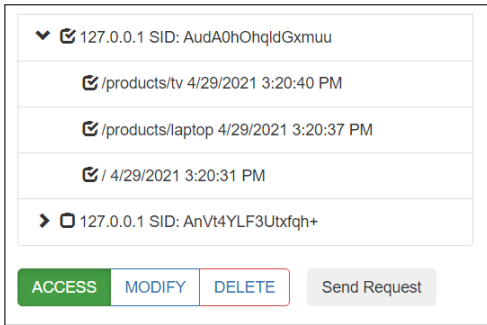 127.0.0.1 SID: AudA0hOhqldGxmuu
/products/tv 4/29/2021 3:20:40 PM
/products/laptop 4/29/2021 3:20:37 PM
/ 4/29/2021 3:20:31 PM
127.0.0.1 SID: AnVt4YLF3Utxfqh+
ACCESS MODIFY DELETE Send Request